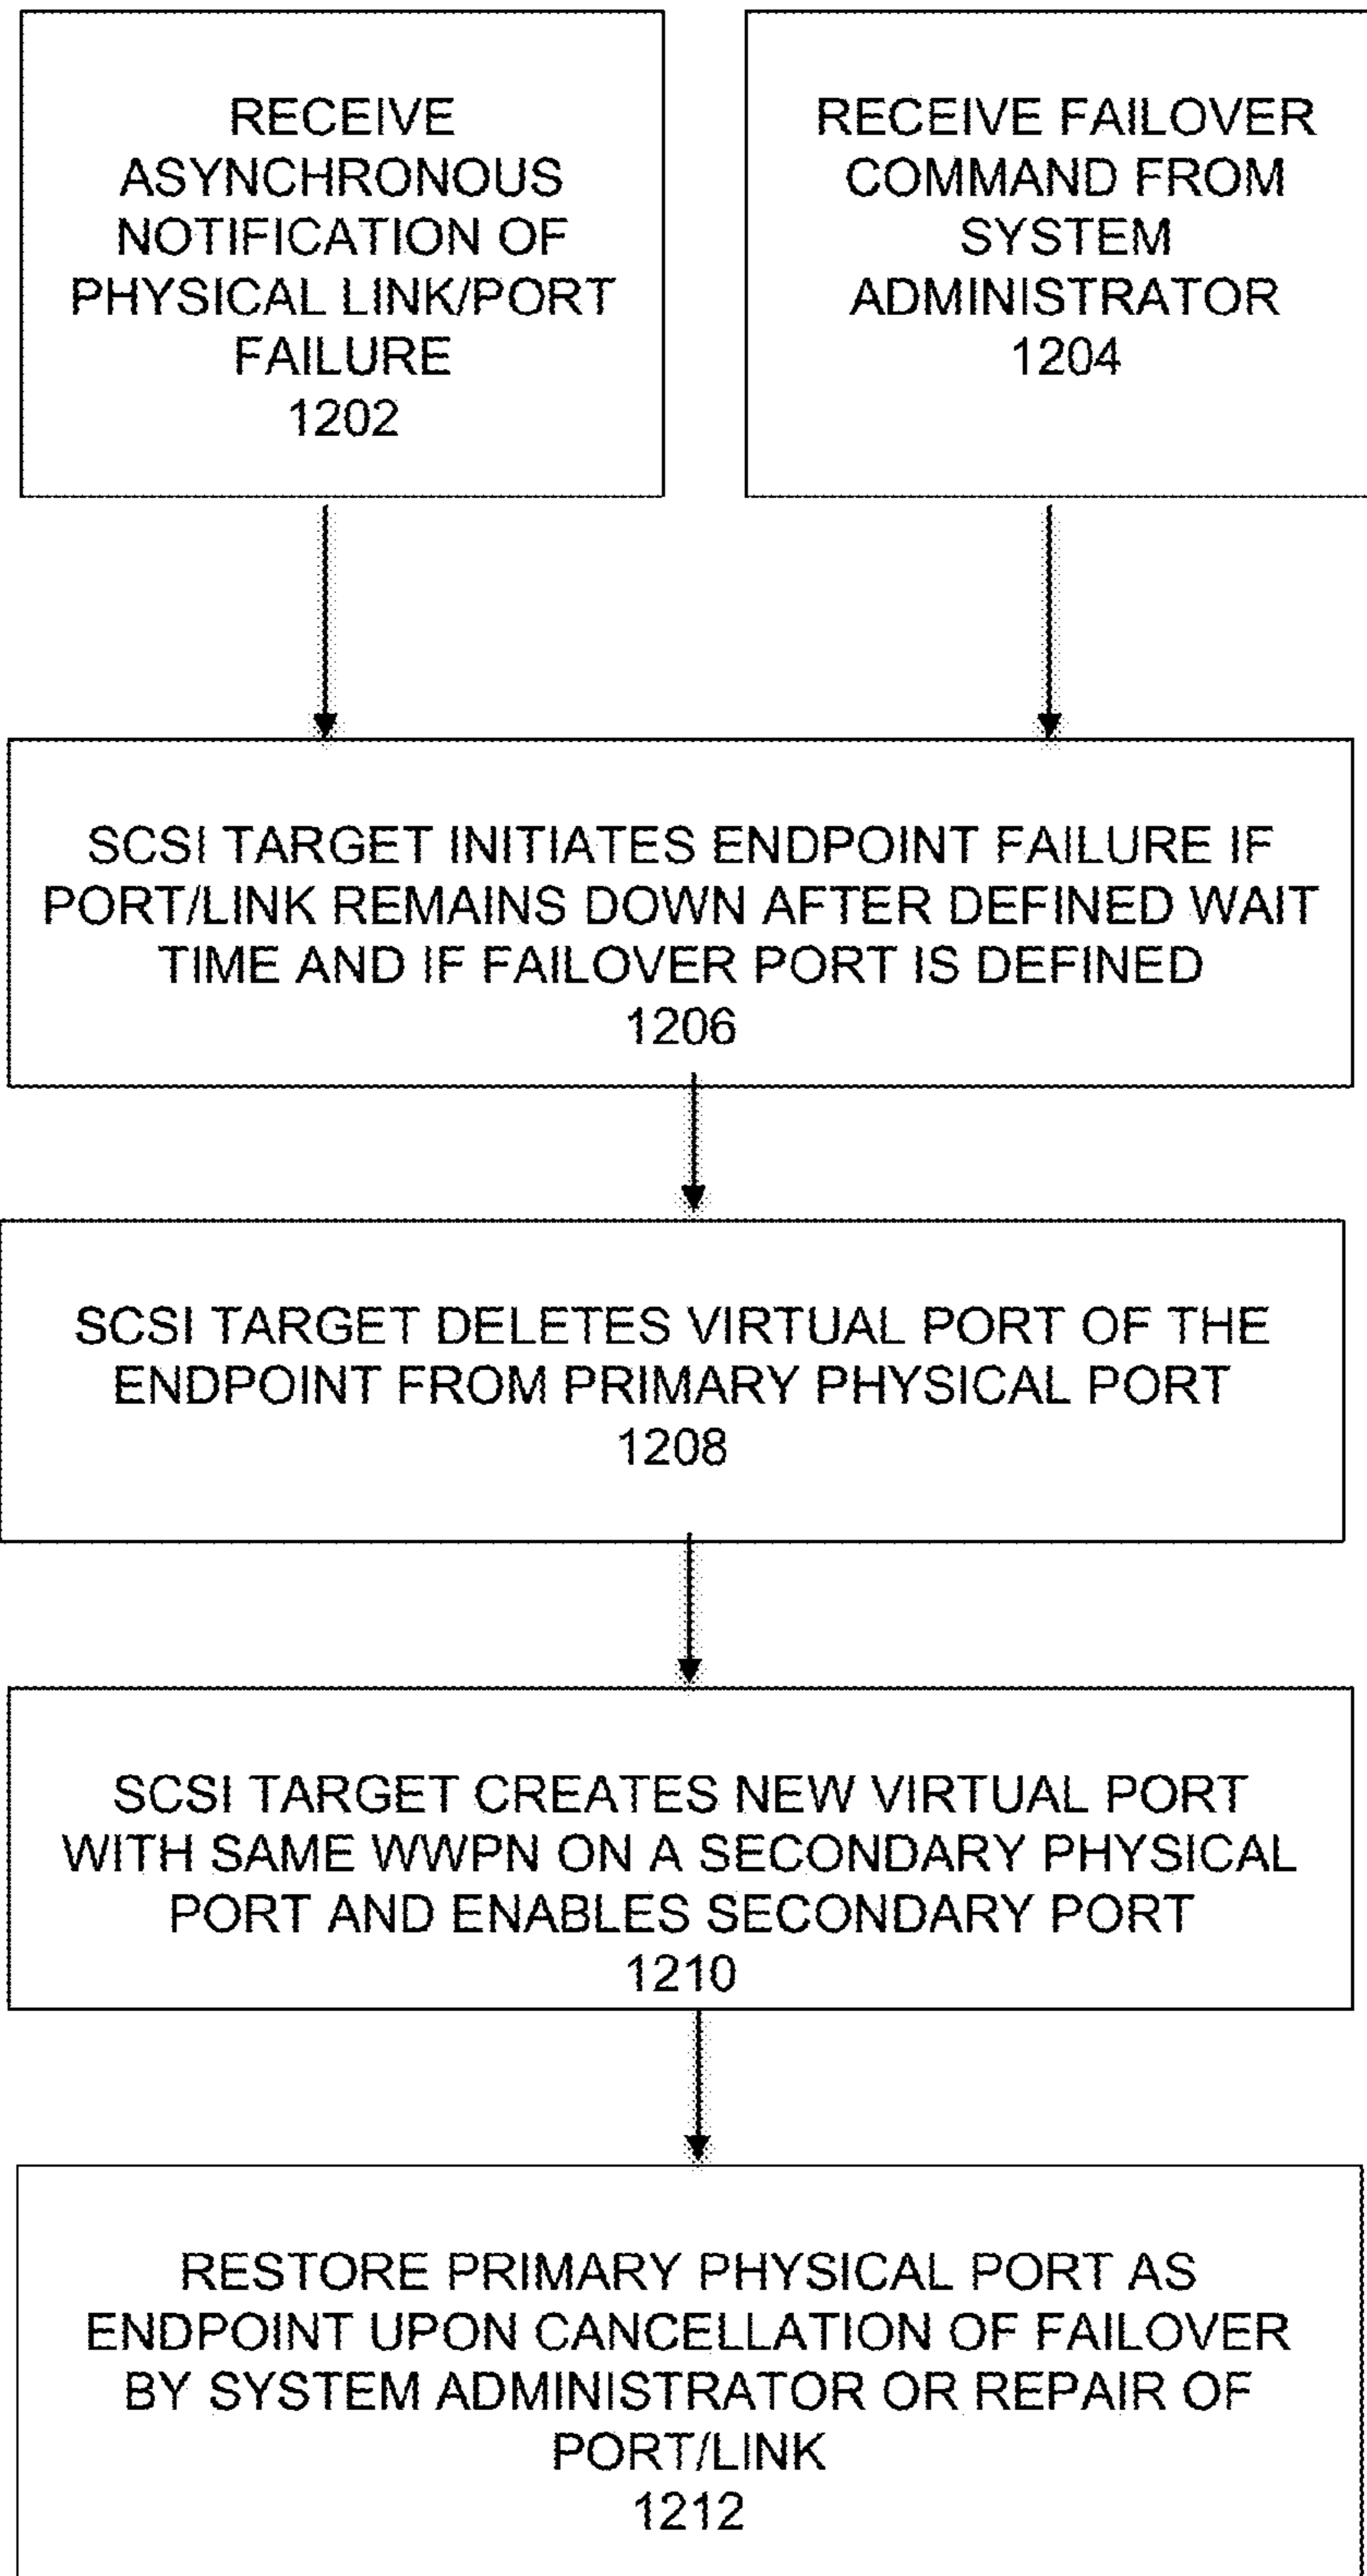 RECEIVE
ASYNCHRONOUS
NOTIFICATION OF
PHYSICAL LINK/PORT
FAILURE
1202
RECEIVE FAILOVER
COMMAND FROM
SYSTEM
ADMINISTRATOR
1204
SCSI TARGET INITIATES ENDPOINT FAILURE IF
PORT/LINK REMAINS DOWN AFTER DEFINED WAIT
TIME AND IF FAILOVER PORT IS DEFINED
1206
SCSI TARGET DELETES VIRTUAL PORT OF THE
ENDPOINT FROM PRIMARY PHYSICAL PORT
1208
SCSI TARGET CREATES NEW VIRTUAL PORT
WITH SAME WWPN ON A SECONDARY PHYSICAL
PORT AND ENABLES SECONDARY PORT
1210
RESTORE PRIMARY PHYSICAL PORT AS
ENDPOINT UPON CANCELLATION OF FAILOVER
BY SYSTEM ADMINISTRATOR OR REPAIR OF
PORT/LINK
1212